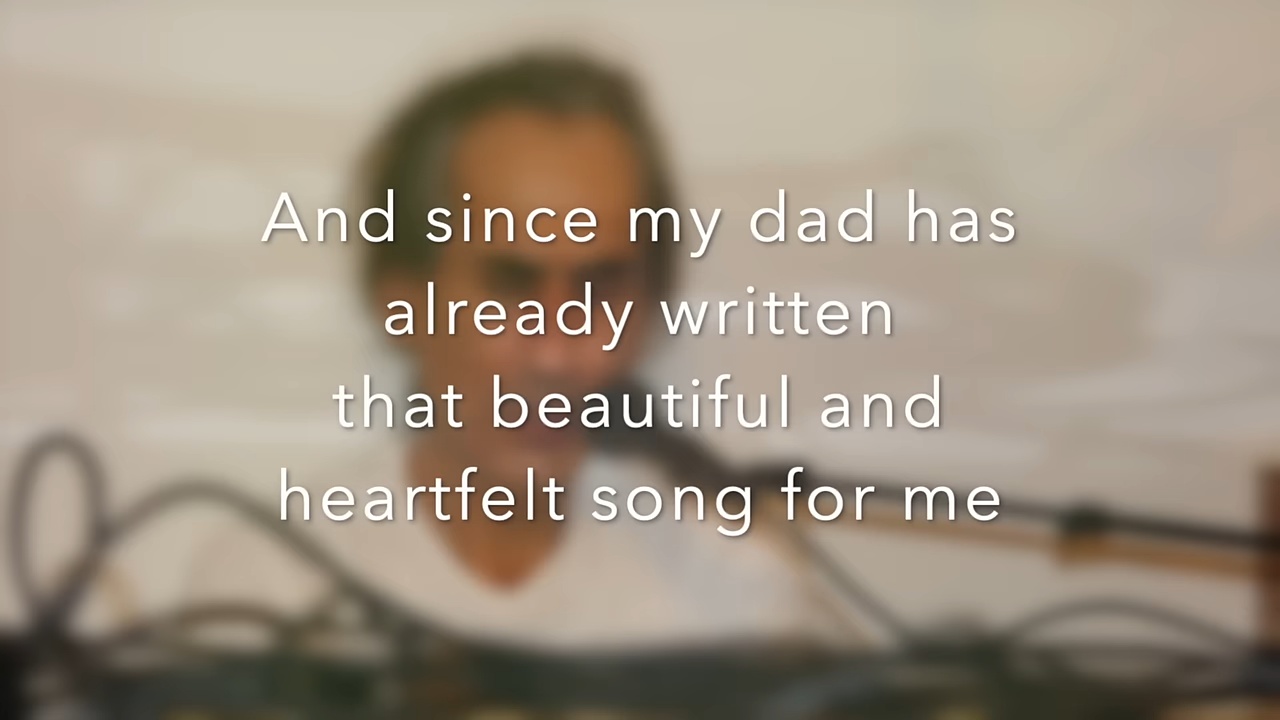 And since my dad has
already written
that beautiful and
heartfelt song for me